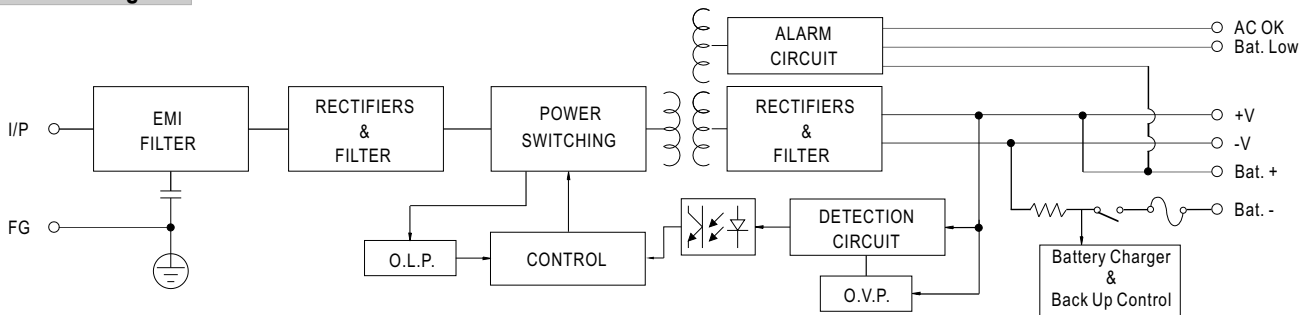 ALARM
CIRCUIT
AC OK
Bat. Low
I/P
EMI
FILTER
RECTIFIERS
&
FILTER
POWER
SWITCHING
RECTIFIERS
&
FILTER
+V
-V
Bat. +
Bat. -
FG
O.L.P.
CONTROL
DETECTION
CIRCUIT
O.V.P.
Battery Charger
&
Back Up Control